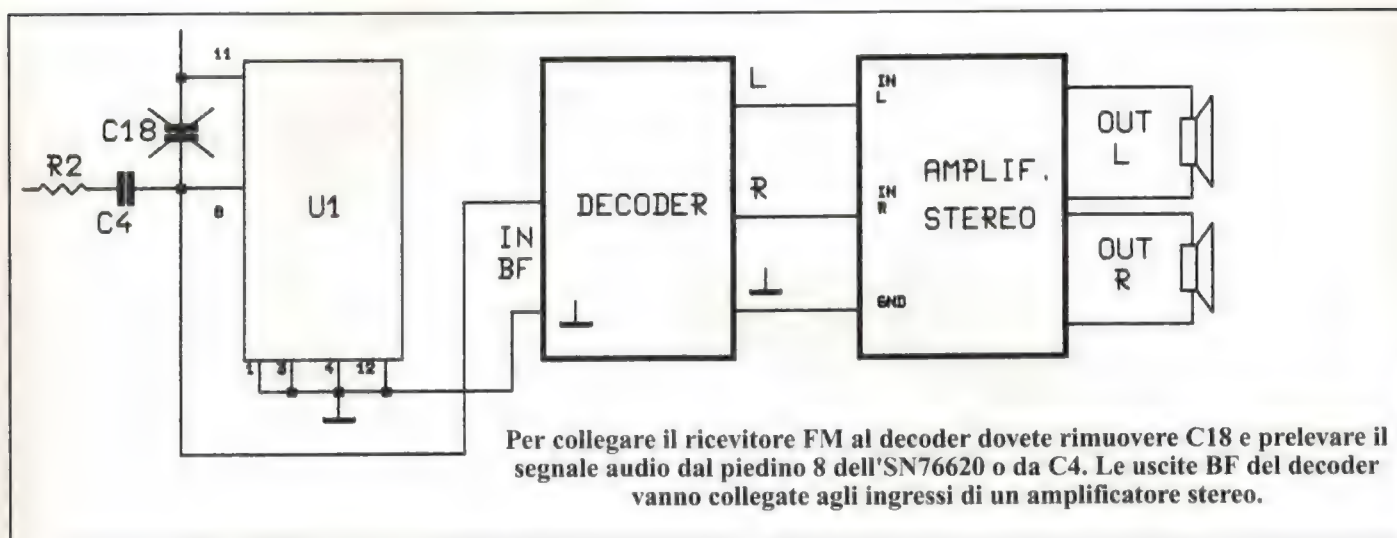 11
C18
R2
C4
8
U1
1 3 4 12
IN
BF
DECODER
L
R
IN
L
IN
R
GND
AMPLIF.
STEREO
OUT
L
OUT
R
Per collegare il ricevitore FM al decoder dovete rimuovere C18 e prelevare il
segnale audio dal piedino 8 dell'SN76620 o da C4. Le uscite BF del decoder
vanno collegate agli ingressi di un amplificatore stereo.